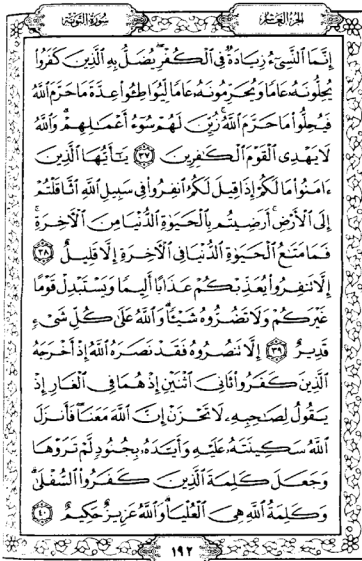 الجزء العاشر
سورة التوبة
إِنَّمَا ٱلنَّسِيٓءُ زِيَادَةٌ فِي ٱلْكُفْرِ يُضَلُّ بِهِ ٱلَّذِينَ كَفَرُوا۟
يُحِلُّونَهُۥ عَامًا وَيُحَرِّمُونَهُۥ عَامًا لِّيُوَاطِـُٔوا۟ عِدَّةَ مَا حَرَّمَ ٱللَّهُ
فَيُحِلُّوا۟ مَا حَرَّمَ ٱللَّهُ زُيِّنَ لَهُمْ سُوٓءُ أَعْمَـٰلِهِمْ وَٱللَّهُ
لَا يَهْدِى ٱلْقَوْمَ ٱلْكَـٰفِرِينَ ٣٧ يَـٰٓأَيُّهَا ٱلَّذِينَ
ءَامَنُوا۟ مَا لَكُمْ إِذَا قِيلَ لَكُمُ ٱنفِرُوا۟ فِى سَبِيلِ ٱللَّهِ ٱثَّاقَلْتُمْ
إِلَى ٱلْأَرْضِ أَرَضِيتُم بِٱلْحَيَوٰةِ ٱلدُّنْيَا مِنَ ٱلْـَٔاخِرَةِ
فَمَا مَتَـٰعُ ٱلْحَيَوٰةِ ٱلدُّنْيَا فِى ٱلْـَٔاخِرَةِ إِلَّا قَلِيلٌ ٣٨
إِلَّا تَنفِرُوا۟ يُعَذِّبْكُمْ عَذَابًا أَلِيمًا وَيَسْتَبْدِلْ قَوْمًا
غَيْرَكُمْ وَلَا تَضُرُّوهُ شَيْـًٔا وَٱللَّهُ عَلَىٰ كُلِّ شَىْءٍ
قَدِيرٌ ٣٩ إِلَّا تَنصُرُوهُ فَقَدْ نَصَرَهُ ٱللَّهُ إِذْ أَخْرَجَهُ
ٱلَّذِينَ كَفَرُوا۟ ثَانِىَ ٱثْنَيْنِ إِذْ هُمَا فِى ٱلْغَارِ إِذْ
يَقُولُ لِصَـٰحِبِهِۦ لَا تَحْزَنْ إِنَّ ٱللَّهَ مَعَنَا فَأَنزَلَ
ٱللَّهُ سَكِينَتَهُۥ عَلَيْهِ وَأَيَّدَهُۥ بِجُنُودٍ لَّمْ تَرَوْهَا
وَجَعَلَ كَلِمَةَ ٱلَّذِينَ كَفَرُوا۟ ٱلسُّفْلَىٰ
وَكَلِمَةُ ٱللَّهِ هِىَ ٱلْعُلْيَا وَٱللَّهُ عَزِيزٌ حَكِيمٌ ٤٠
١٩٢